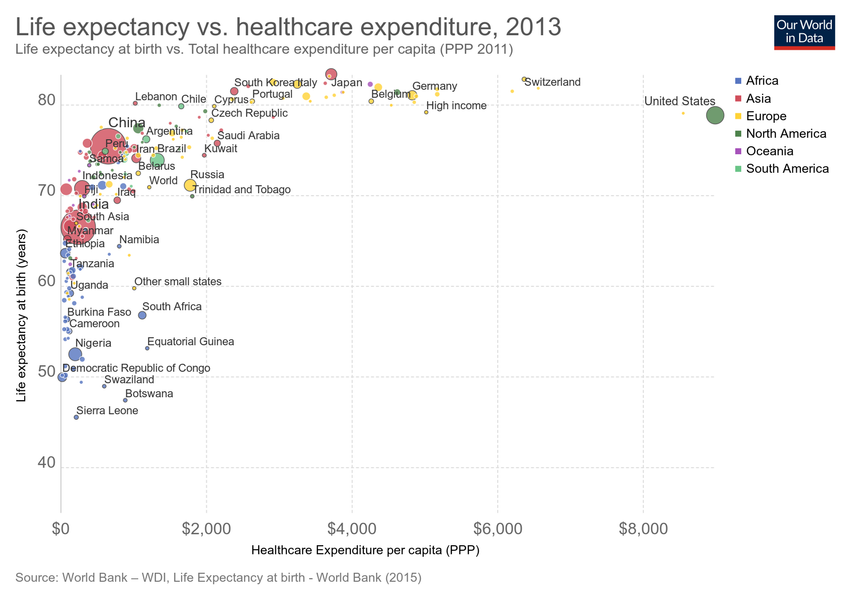 Life expectancy vs. healthcare expenditure, 2013
Life expectancy at birth vs. Total healthcare expenditure per capita (PPP 2011)
Our World
in Data
Africa
Asia
Europe
North America
Oceania
South America
Life expectancy at birth (years)
80
70
60
50
40
South Korea
Italy
Japan
Germany
Switzerland
Lebanon
Chile
Cyprus
Portugal
Belgium
High income
United States
Czech Republic
China
Argentina
Saudi Arabia
Peru
Iran
Brazil
Kuwait
Samoa
Belarus
Indonesia
World
Russia
Fiji
Iraq
Trinidad and Tobago
India
South Asia
Myanmar
Ethiopia
Namibia
Tanzania
Uganda
Other small states
Burkina Faso
South Africa
Cameroon
Nigeria
Equatorial Guinea
Democratic Republic of Congo
Swaziland
Botswana
Sierra Leone
$0
$2,000
$4,000
$6,000
$8,000
Healthcare Expenditure per capita (PPP)
Source: World Bank – WDI, Life Expectancy at birth - World Bank (2015)